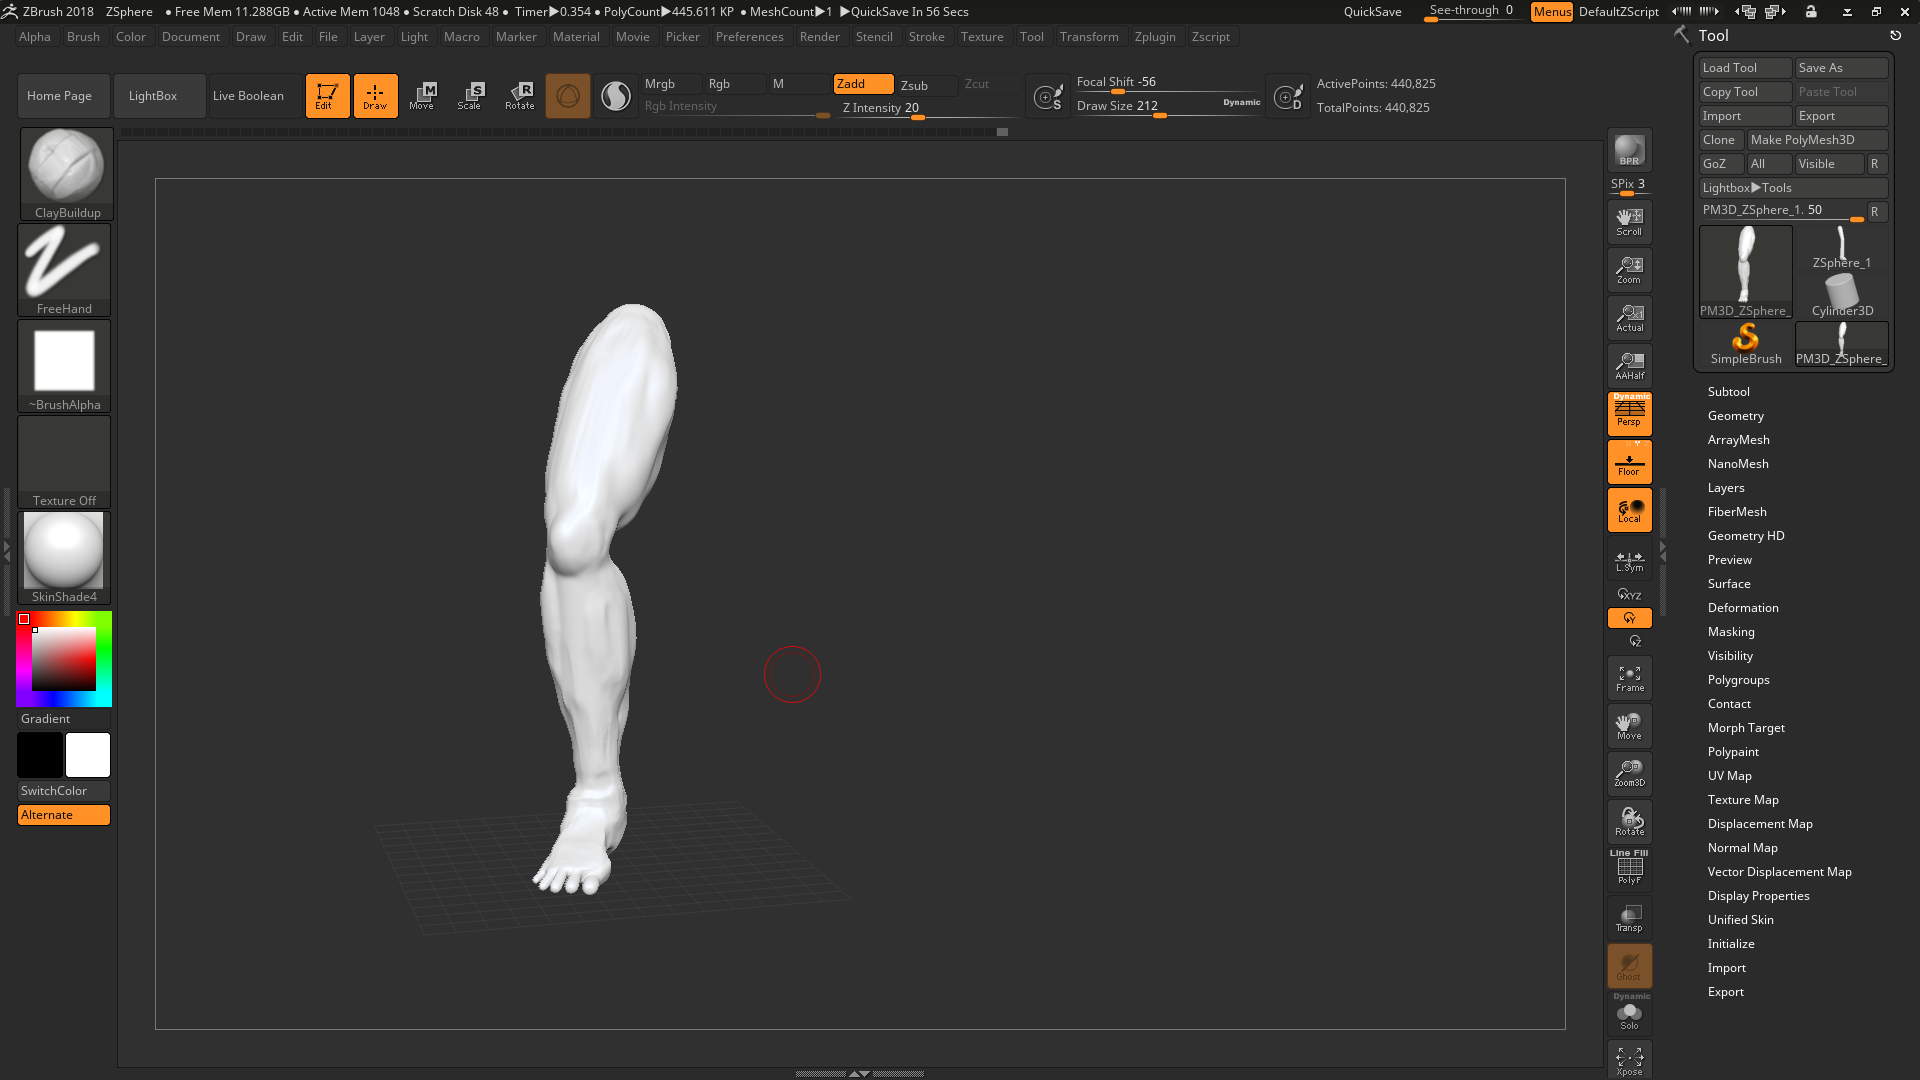 ZBrush 2018 ZSphere • Free Mem 11.288GB • Active Mem 1048 • Scratch Disk 48 • Timer▶0.354 • PolyCount▶445.611 KP • MeshCount▶1 ▶QuickSave In 56 Secs QuickSave See-through 0 Menus DefaultZScript
Alpha Brush Color Document Draw Edit File Layer Light Macro Marker Material Movie Picker Preferences Render Stencil Stroke Texture Tool Transform Zplugin Zscript
Home Page LightBox Live Boolean Edit Draw Move Scale Rotate
Mrgb Rgb M Zadd Zsub Zcut
Rgb Intensity Z Intensity 20
Focal Shift -56
Draw Size 212 Dynamic
ActivePoints: 440,825
TotalPoints: 440,825
ClayBuildup
FreeHand
~BrushAlpha
Texture Off
SkinShade4
Gradient
SwitchColor
Alternate
BPR
SPix 3
Scroll
Zoom
Actual
AAHalf
Dynamic
Persp
Floor
Local
L.Sym
XYZ
Y
Z
Frame
Move
Zoom3D
Rotate
Line Fill
PolyF
Transp
Ghost
Dynamic
Solo
Xpose
Tool
Load Tool Save As
Copy Tool Paste Tool
Import Export
Clone Make PolyMesh3D
GoZ All Visible R
Lightbox▶Tools
PM3D_ZSphere_1. 50 R
ZSphere_1
PM3D_ZSphere_ Cylinder3D
SimpleBrush PM3D_ZSphere_
Subtool
Geometry
ArrayMesh
NanoMesh
Layers
FiberMesh
Geometry HD
Preview
Surface
Deformation
Masking
Visibility
Polygroups
Contact
Morph Target
Polypaint
UV Map
Texture Map
Displacement Map
Normal Map
Vector Displacement Map
Display Properties
Unified Skin
Initialize
Import
Export